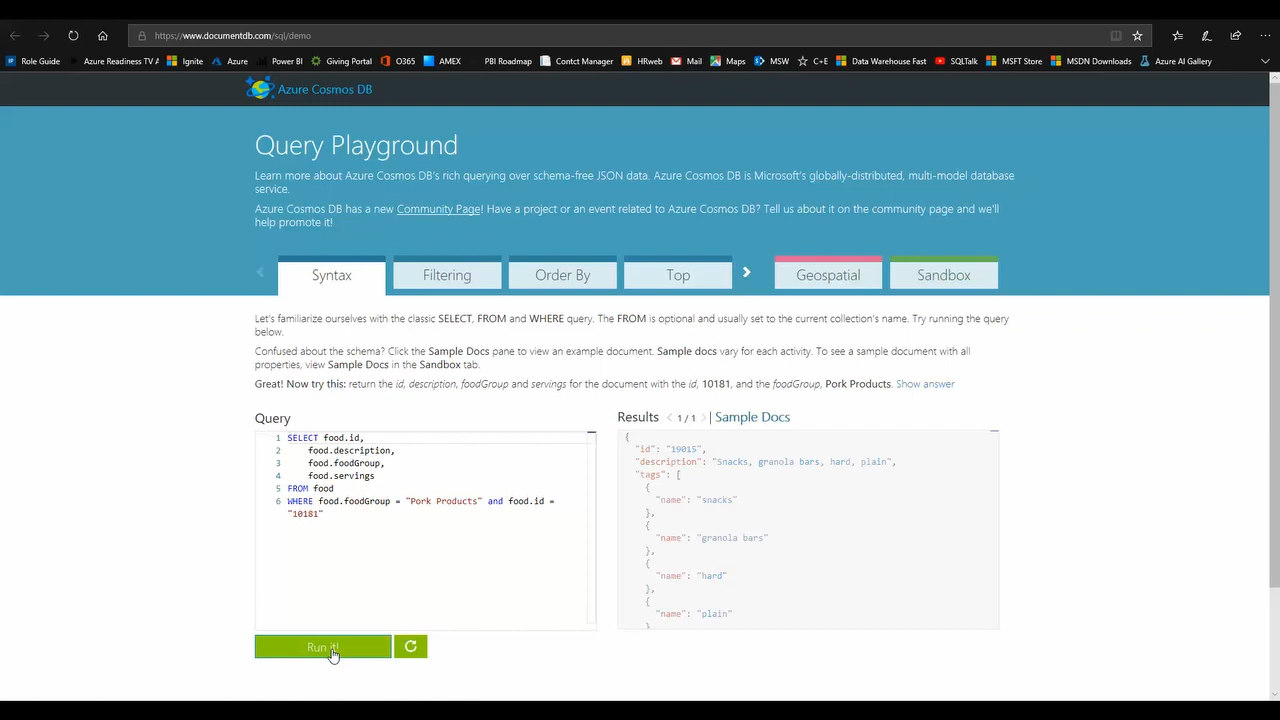 https://www.documentdb.com/sql/demo
Role Guide Azure Readiness TV A Ignite Azure Power BI Giving Portal O365 AMEX PBI Roadmap Contct Manager HRweb Mail Maps MSW C+E Data Warehouse Fast SQLTalk MSFT Store MSDN Downloads Azure AI Gallery
Azure Cosmos DB
Query Playground
Learn more about Azure Cosmos DB's rich querying over schema-free JSON data. Azure Cosmos DB is Microsoft's globally-distributed, multi-model database
service.
Azure Cosmos DB has a new Community Page! Have a project or an event related to Azure Cosmos DB? Tell us about it on the community page and we'll
help promote it!
Syntax Filtering Order By Top Geospatial Sandbox
Let's familiarize ourselves with the classic SELECT, FROM and WHERE query. The FROM is optional and usually set to the current collection's name. Try running the query
below.
Confused about the schema? Click the Sample Docs pane to view an example document. Sample docs vary for each activity. To see a sample document with all
properties, view Sample Docs in the Sandbox tab.
Great! Now try this: return the id, description, foodGroup and servings for the document with the id, 10181, and the foodGroup, Pork Products. Show answer
Query
1 SELECT food.id,
2 food.description,
3 food.foodGroup,
4 food.servings
5 FROM food
6 WHERE food.foodGroup = "Pork Products" and food.id =
"10181"
Run it!
Results < 1 / 1 > | Sample Docs
{
"id": "19015",
"description": "Snacks, granola bars, hard, plain",
"tags": [
{
"name": "snacks"
},
{
"name": "granola bars"
},
{
"name": "hard"
},
{
"name": "plain"
}